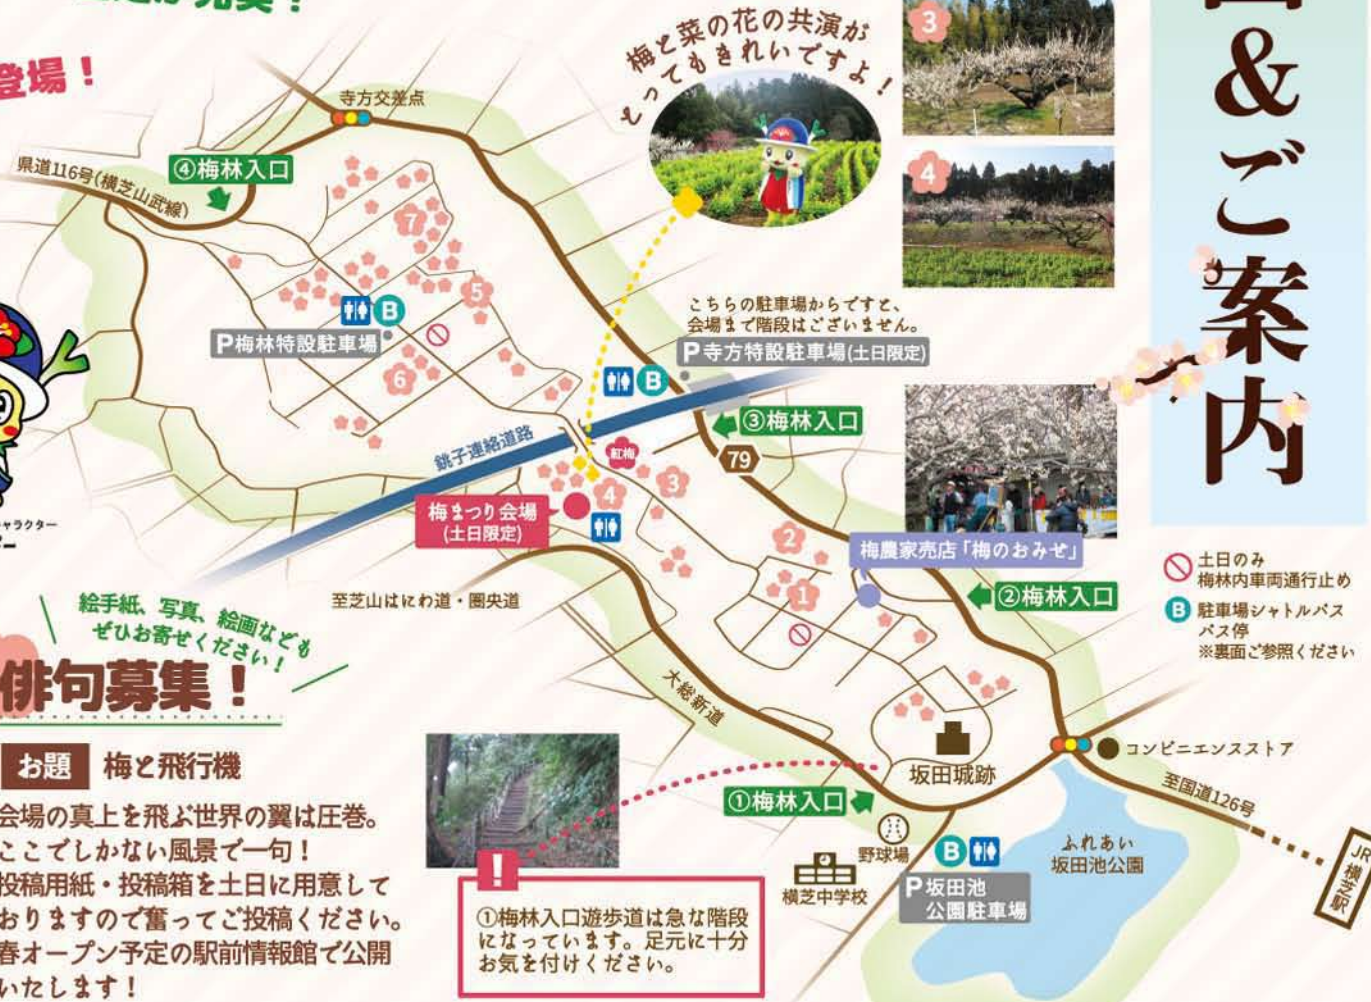 登場！
梅と菜の花の共演が
とってもきれいですよ！
3
4
&ご案内
寺方交差点
④梅林入口
県道116号(横芝山武線)
7
5
B
P梅林特設駐車場
6
こちらの駐車場からですと、
会場まで階段はございません。
P寺方特設駐車場(土日限定)
B
③梅林入口
79
銚子連絡道路
紅梅
3
4
梅まつり会場
(土日限定)
2
梅農家売店「梅のおみせ」
1
②梅林入口
土日のみ
梅林内車両通行止め
B 駐車場シャトルバス
バス停
※裏面ご参照ください
至芝山はにわ道・圏央道
大総新道
坂田城跡
コンビニエンスストア
至国道126号
JR横芝駅
①梅林入口
野球場
横芝中学校
B
P坂田池
公園駐車場
ふれあい
坂田池公園
!
①梅林入口遊歩道は急な階段
になっています。足元に十分
お気を付けください。
絵手紙、写真、絵画なども
ぜひお寄せください！
俳句募集！
お題 梅と飛行機
会場の真上を飛ぶ世界の翼は圧巻。
ここでしかない風景で一句！
投稿用紙・投稿箱を土日に用意して
おりますので奮ってご投稿ください。
春オープン予定の駅前情報館で公開
いたします！